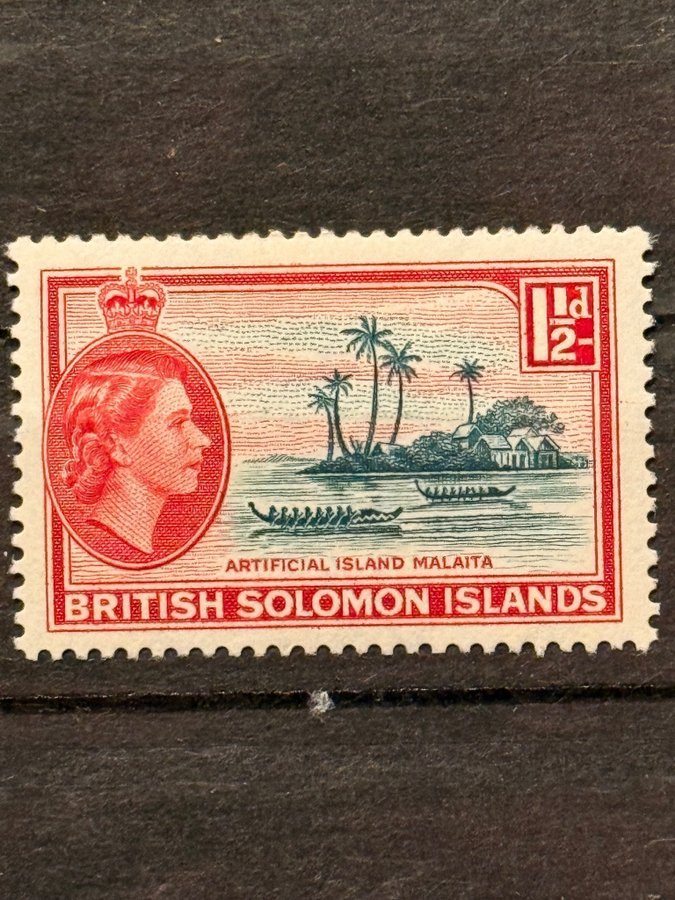 1½d
ARTIFICIAL ISLAND MALAITA
BRITISH SOLOMON ISLANDS